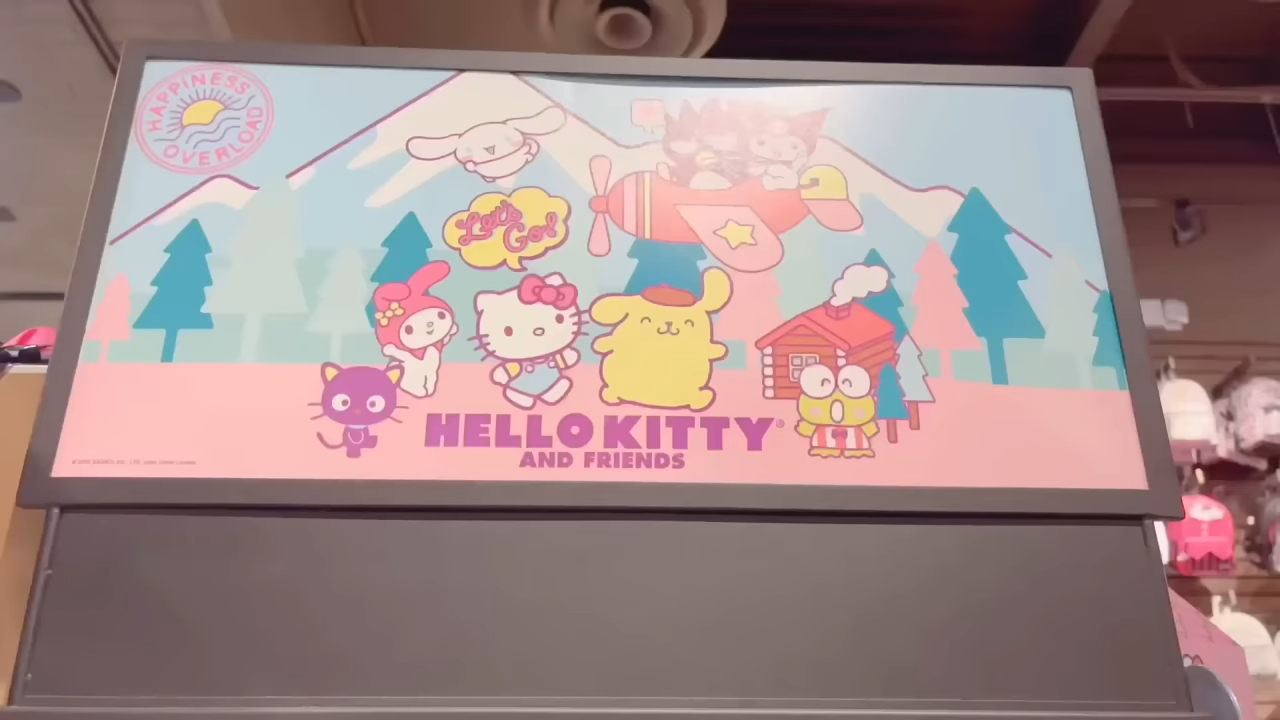 HAPPINESS
OVERLOAD
Let's
Go!
HELLO KITTY®
AND FRIENDS